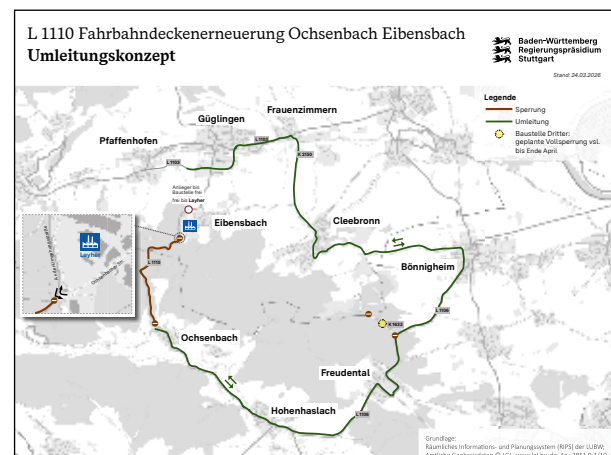 L 1110 Fahrbahndeckenerneuerung Ochsenbach Eibensbach
Umleitungskonzept
Baden-Württemberg
Regierungspräsidium
Stuttgart
Stand: 24.03.2026
Legende
Sperrung
Umleitung
Baustelle Dritter:
geplante Vollsperrung vsl.
bis Ende April
Frauenzimmern
Güglingen
Pfaffenhofen
L 1103
L 1103
K 2150
Anlieger bis
Baustelle frei
frei bis Layher
Eibensbach
Cleebronn
Layher
L 1110
Bönnigheim
L 1106
K 1632
Ochsenbach
Freudental
Hohenhaslach
L 1106
Grundlage:
Räumliches Informations- und Planungssystem (RIPS) der LUBW;